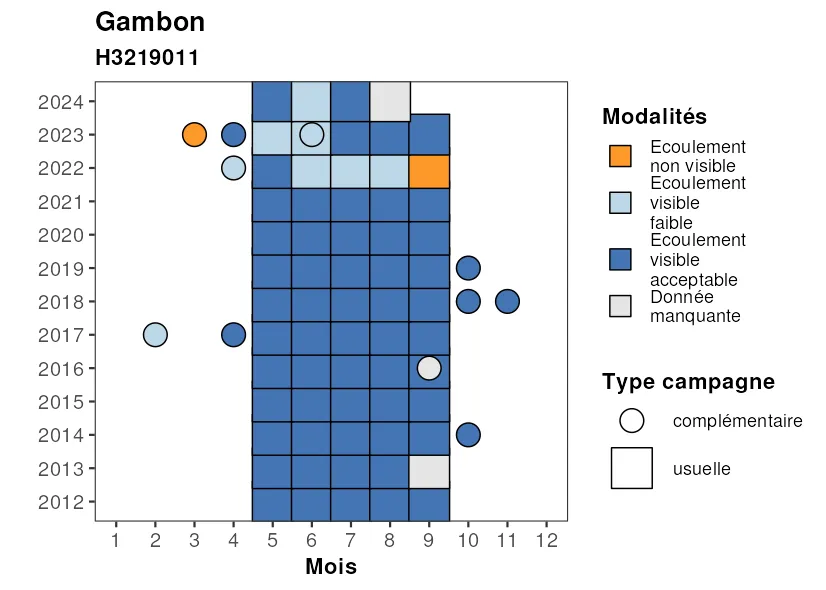 Gambon
H3219011
2024
2023
2022
2021
2020
2019
2018
2017
2016
2015
2014
2013
2012
1 2 3 4 5 6 7 8 9 10 11 12
Mois
Modalités
Ecoulement
non visible
Ecoulement
visible
faible
Ecoulement
visible
acceptable
Donnée
manquante
Type campagne
complémentaire
usuelle